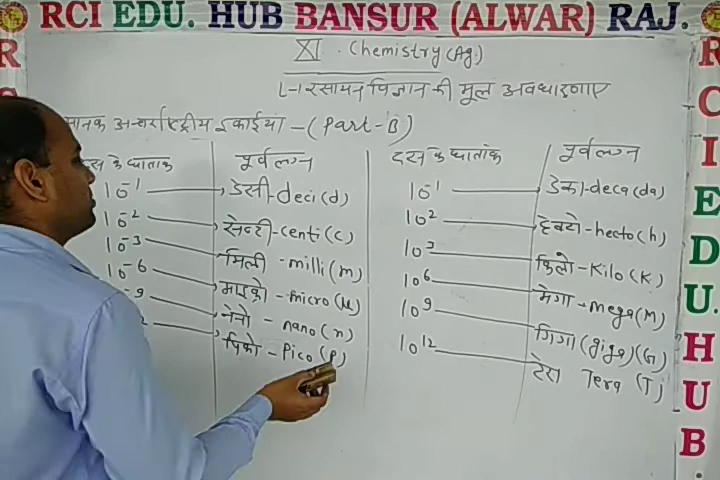 RCI EDU. HUB BANSUR (ALWAR) RAJ.
XI . Chemistry (Ag)
L-1 रसायन विज्ञान की मूल अवधारणाए
मानक अन्तर्राष्ट्रीय इकाईया - (Part-B)
दस के घातांक पूर्वलग्न
10⁻¹ डेसी - deci (d)
10⁻² सेन्टी - centi (c)
10⁻³ मिली - milli (m)
10⁻⁶ माइक्रो - micro (μ)
-9 नेनो - nano (n)
2 पिको - Pico (P)
दस के घातांक पूर्वलग्न
10¹ डेका - deca (da)
10² हेक्टो - hecto (h)
10³ किलो - Kilo (K)
10⁶ मेगा - mega (M)
10⁹ गिगा (giga) (G)
10¹² टेरा Tera (T)
R
C
I
E
D
U.
H
U
B